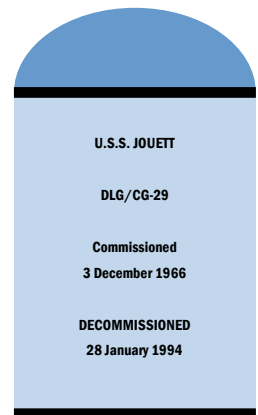 U.S.S. JOUETT
DLG/CG-29
Commissioned
3 December 1966
DECOMMISSIONED
28 January 1994